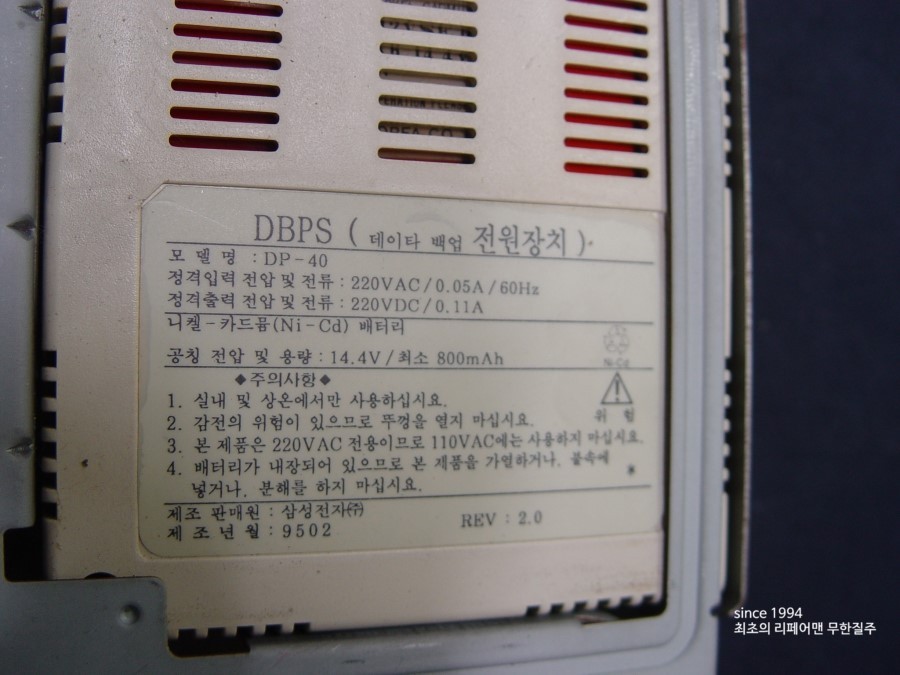 DBPS ( 데이타 백업 전원장치 )
모 델 명 : DP-40
정격입력 전압 및 전류 : 220VAC / 0.05A / 60Hz
정격출력 전압 및 전류 : 220VDC / 0.11A
니켈-카드뮴(Ni-Cd) 배터리
공칭 전압 및 용량 : 14.4V / 최소 800mAh
Ni-Cd
◆주의사항◆
1. 실내 및 상온에서만 사용하십시요.
위 험
2. 감전의 위험이 있으므로 뚜껑을 열지 마십시요.
3. 본 제품은 220VAC 전용이므로 110VAC에는 사용하지 마십시요.
4. 배터리가 내장되어 있으므로 본 제품을 가열하거나, 불속에
넣거나, 분해를 하지 마십시요.
제조 판매원 : 삼성전자㈜
제 조 년 월 : 9502
REV : 2.0
since 1994
최초의 리페어맨 무한질주